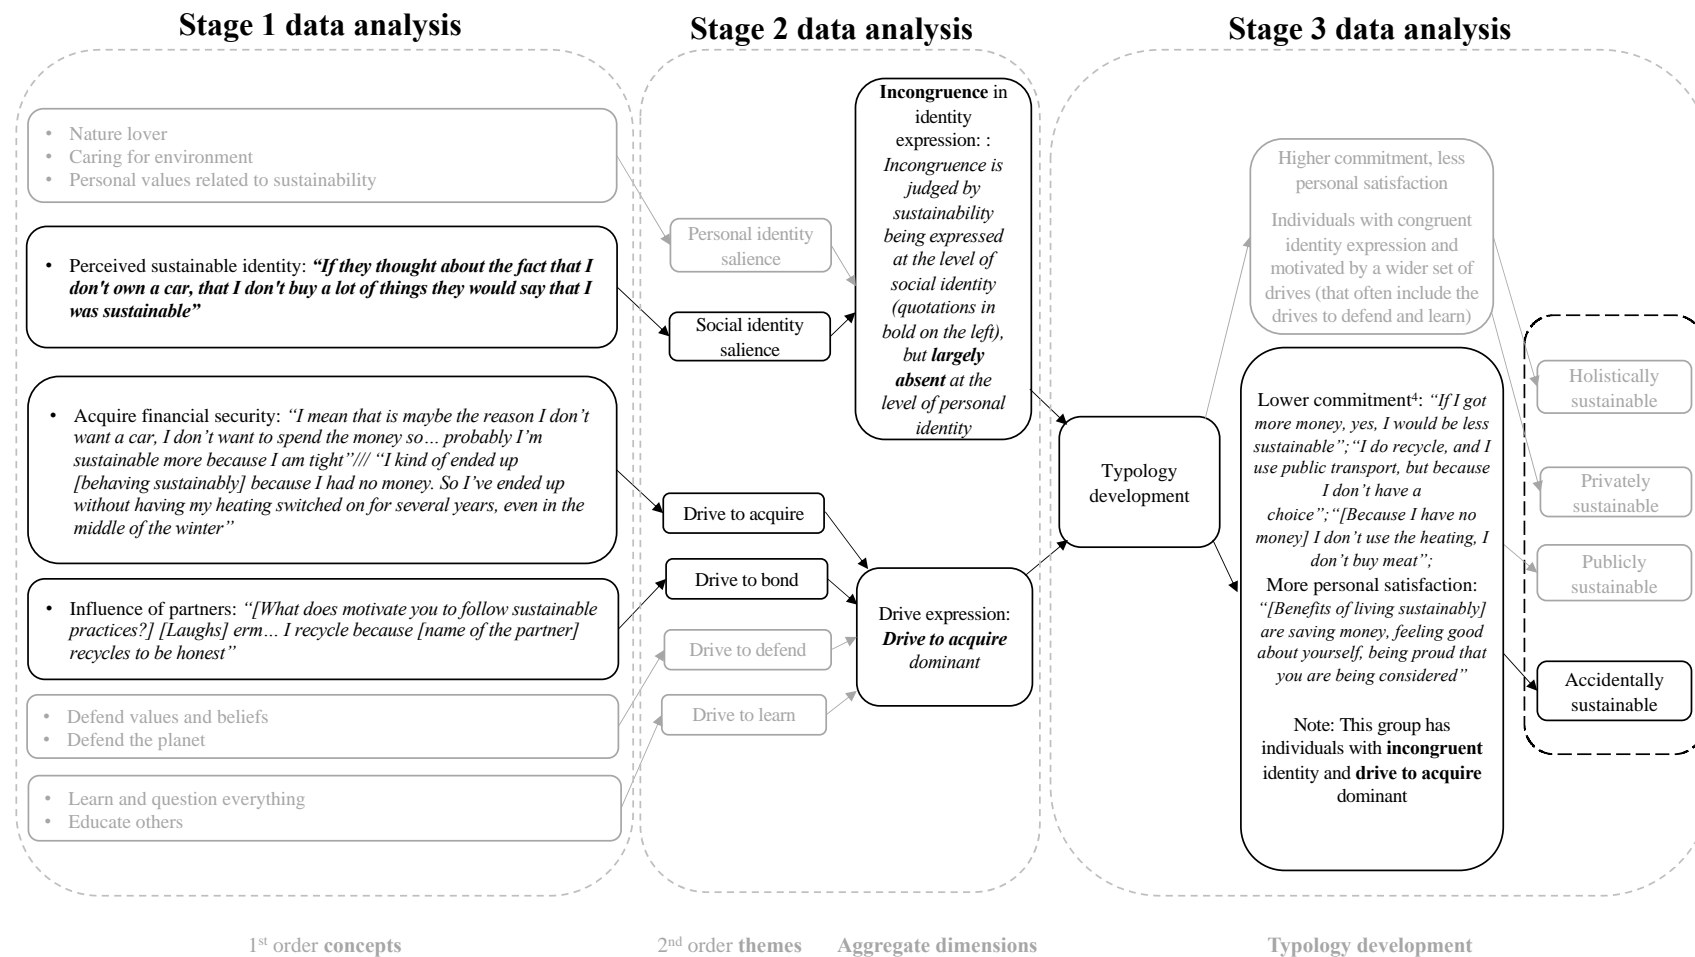 Stage 1 data analysis
Stage 2 data analysis
Stage 3 data analysis
• Nature lover
• Caring for environment
• Personal values related to sustainability
• Perceived sustainable identity: “If they thought about the fact that I
don't own a car, that I don't buy a lot of things they would say that I
was sustainable”
• Acquire financial security: “I mean that is maybe the reason I don’t
want a car, I don’t want to spend the money so… probably I’m
sustainable more because I am tight”/// “I kind of ended up
[behaving sustainably] because I had no money. So I’ve ended up
without having my heating switched on for several years, even in the
middle of the winter”
• Influence of partners: “[What does motivate you to follow sustainable
practices?] [Laughs] erm… I recycle because [name of the partner]
recycles to be honest”
• Defend values and beliefs
• Defend the planet
• Learn and question everything
• Educate others
Personal identity
salience
Social identity
salience
Drive to acquire
Drive to bond
Drive to defend
Drive to learn
Incongruence in
identity
expression: :
Incongruence is
judged by
sustainability
being expressed
at the level of
social identity
(quotations in
bold on the left),
but largely
absent at the
level of personal
identity
Drive expression:
Drive to acquire
dominant
Typology
development
Higher commitment, less
personal satisfaction
Individuals with congruent
identity expression and
motivated by a wider set of
drives (that often include the
drives to defend and learn)
Lower commitment⁴: “If I got
more money, yes, I would be less
sustainable”;“I do recycle, and I
use public transport, but because
I don’t have a
choice”;“[Because I have no
money] I don’t use the heating, I
don’t buy meat”;
More personal satisfaction:
“[Benefits of living sustainably]
are saving money, feeling good
about yourself, being proud that
you are being considered”
Note: This group has
individuals with incongruent
identity and drive to acquire
dominant
Holistically
sustainable
Privately
sustainable
Publicly
sustainable
Accidentally
sustainable
1st order concepts
2nd order themes
Aggregate dimensions
Typology development